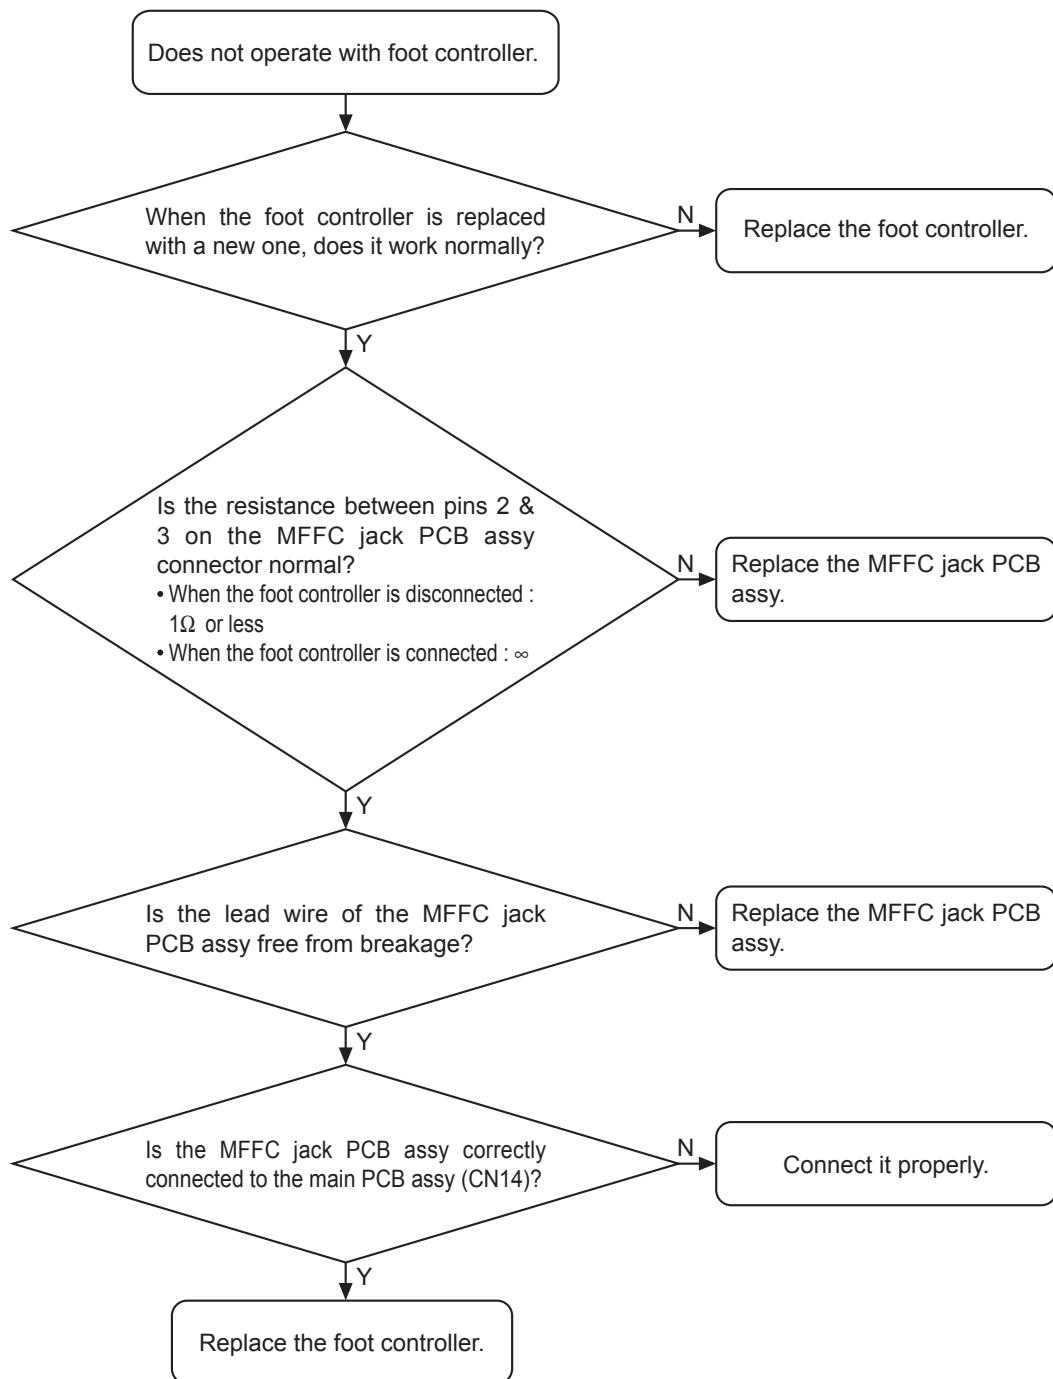 Does not operate with foot controller.
When the foot controller is replaced
with a new one, does it work normally?
N
Replace the foot controller.
Y
Is the resistance between pins 2 &
3 on the MFFC jack PCB assy
connector normal?
• When the foot controller is disconnected :
1Ω or less
• When the foot controller is connected : ∞
N
Replace the MFFC jack PCB
assy.
Y
Is the lead wire of the MFFC jack
PCB assy free from breakage?
N
Replace the MFFC jack PCB
assy.
Y
Is the MFFC jack PCB assy correctly
connected to the main PCB assy (CN14)?
N
Connect it properly.
Y
Replace the foot controller.